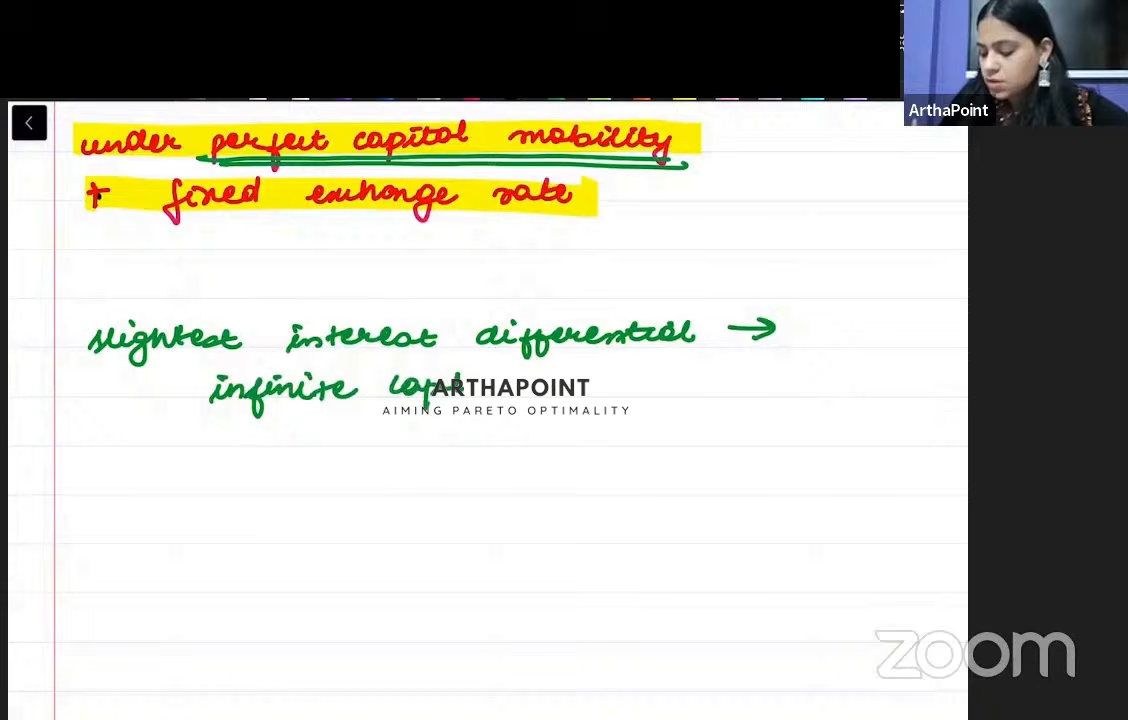 ArthaPoint
under perfect capital mobility
+ fixed exchange rate
slightest interest differential →
infinite cap
ARTHAPOINT
AIMING PARETO OPTIMALITY
zoom